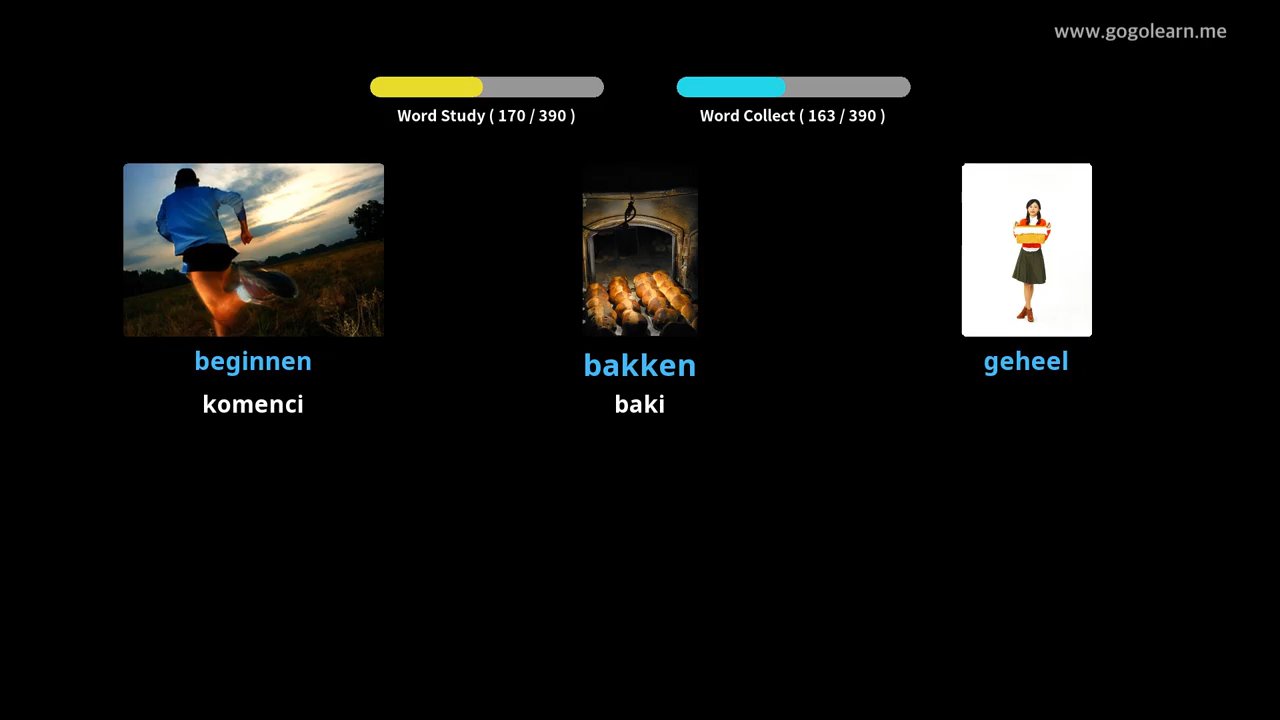 www.gogolearn.me
Word Study ( 170 / 390 )
Word Collect ( 163 / 390 )
beginnen
bakken
geheel
komenci
baki